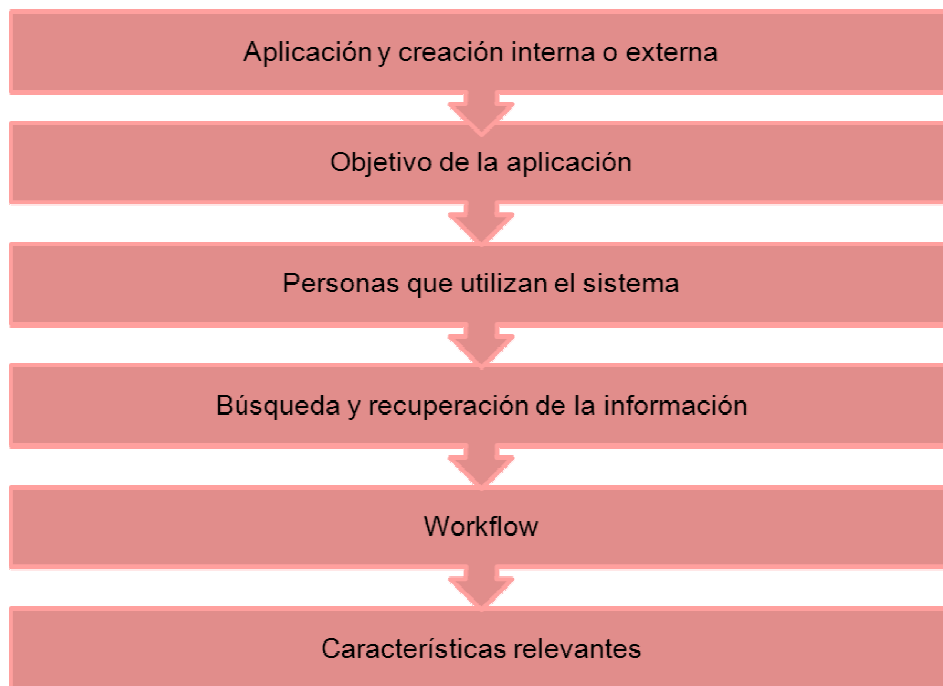 Aplicación y creación interna o externa
Objetivo de la aplicación
Personas que utilizan el sistema
Búsqueda y recuperación de la información
Workflow
Características relevantes